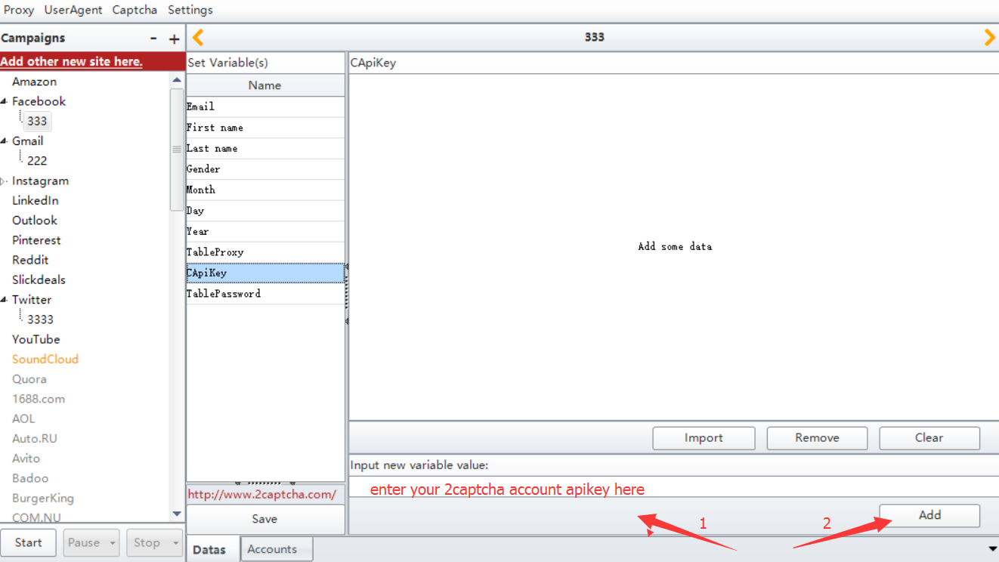 Proxy UserAgent Captcha Settings
Campaigns - +
333
Add other new site here.
Amazon
Facebook
333
Gmail
222
Instagram
LinkedIn
Outlook
Pinterest
Reddit
Slickdeals
Twitter
3333
YouTube
SoundCloud
Quora
1688.com
AOL
Auto.RU
Avito
Badoo
BurgerKing
COM.NU
Start Pause Stop
Set Variable(s)
Name
Email
First name
Last name
Gender
Month
Day
Year
TableProxy
CApiKey
TablePassword
http://www.2captcha.com/
Save
Datas Accounts
CApiKey
Add some data
Import Remove Clear
Input new variable value:
enter your 2captcha account apikey here
1 2 Add